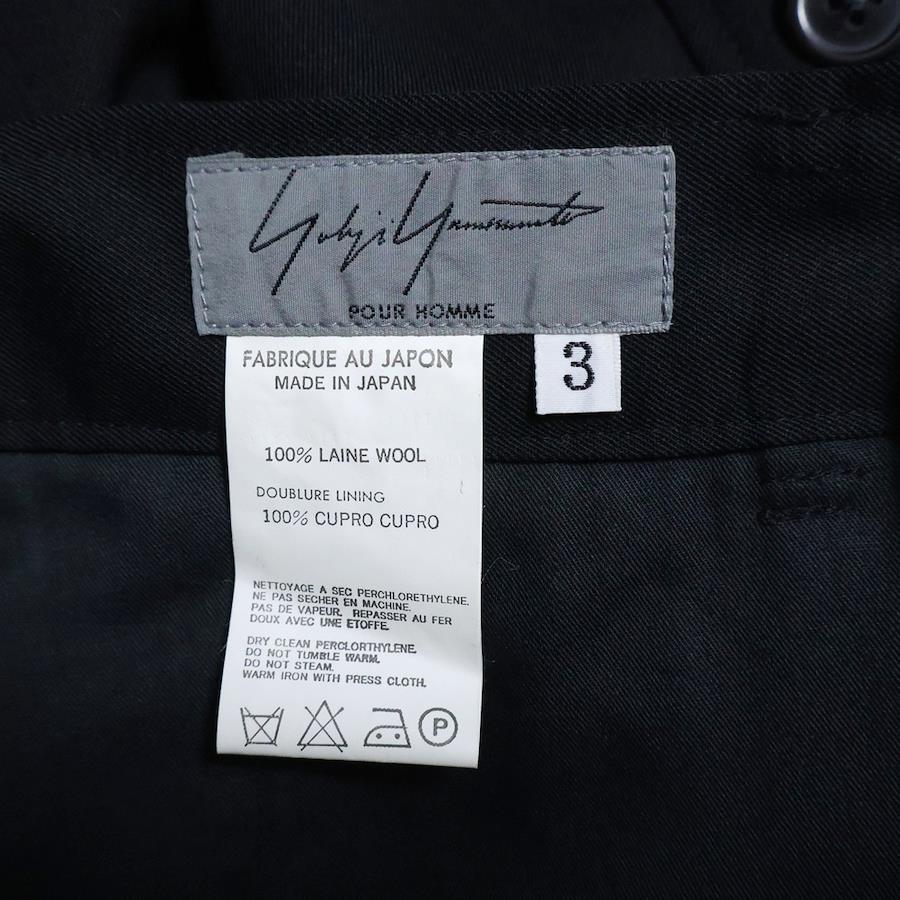 Yohji Yamamoto
POUR HOMME
3
FABRIQUE AU JAPON
MADE IN JAPAN
100% LAINE WOOL
DOUBLURE LINING
100% CUPRO CUPRO
NETTOYAGE A SEC PERCHLORETHYLENE.
NE PAS SECHER EN MACHINE.
PAS DE VAPEUR. REPASSER AU FER
DOUX AVEC UNE ETOFFE.
DRY CLEAN PERCLORTHYLENE.
DO NOT TUMBLE WARM.
DO NOT STEAM.
WARM IRON WITH PRESS CLOTH.
P